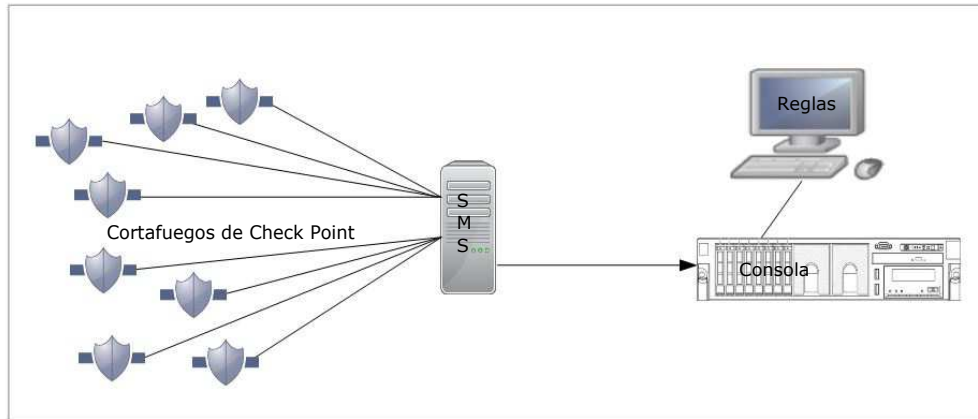 Reglas
S
M
S
Cortafuegos de Check Point
Consola